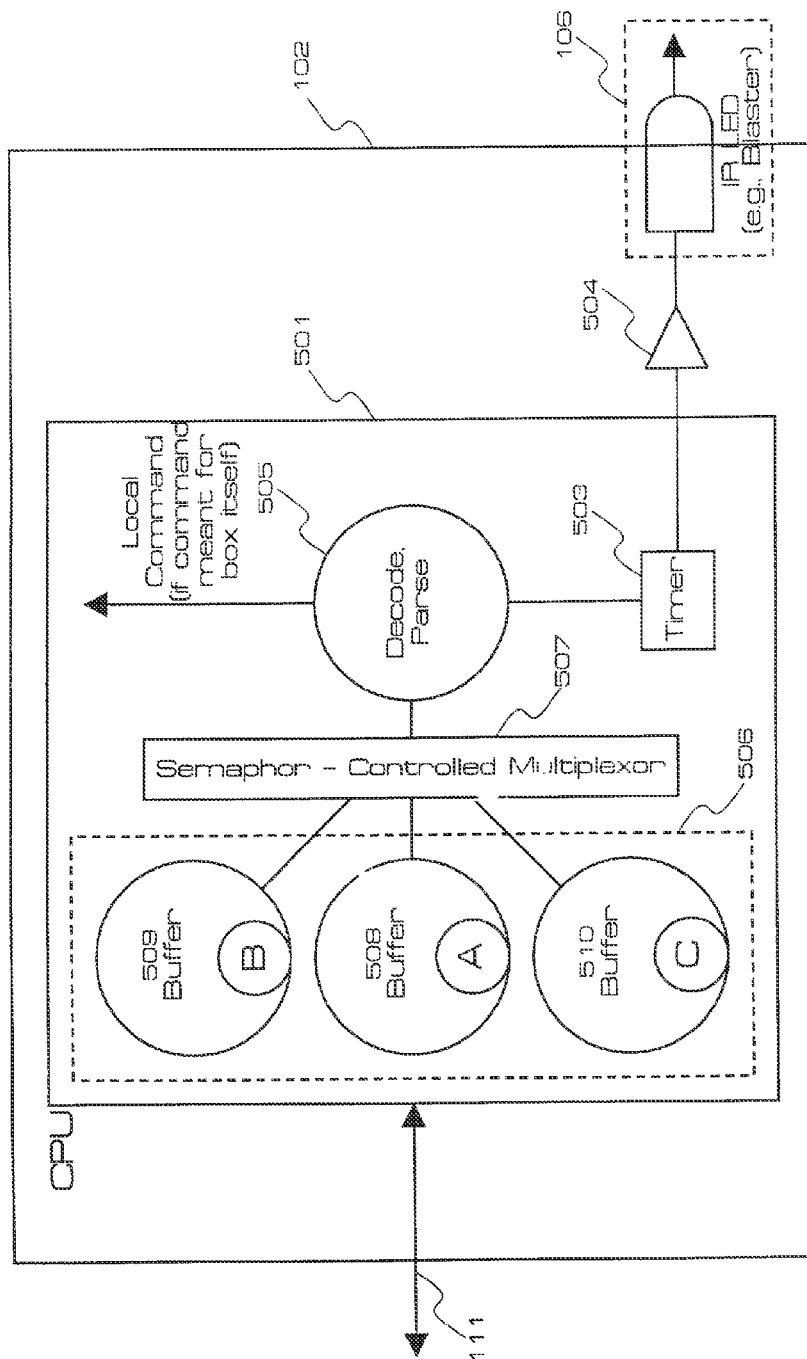 102
106
IR LED
(e.g., Blaster)
504
501
CPU
Local
Command
(if command
meant for
box itself)
505
Decode,
Parse
503
Timer
507
Semaphor - Controlled Multiplexor
506
509
Buffer
B
508
Buffer
A
510
Buffer
C
111